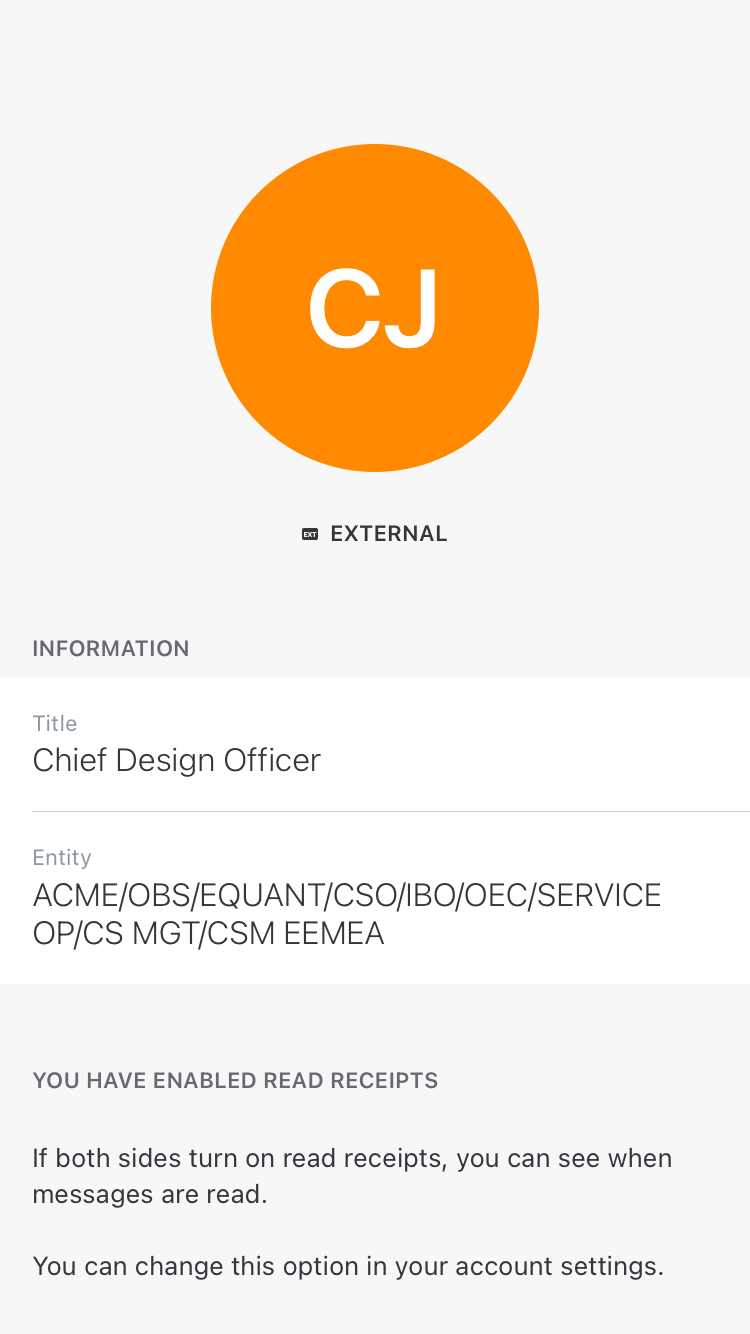 CJ
EXT EXTERNAL
INFORMATION
Title
Chief Design Officer
Entity
ACME/OBS/EQUANT/CSO/IBO/OEC/SERVICE
OP/CS MGT/CSM EEMEA
YOU HAVE ENABLED READ RECEIPTS
If both sides turn on read receipts, you can see when
messages are read.
You can change this option in your account settings.